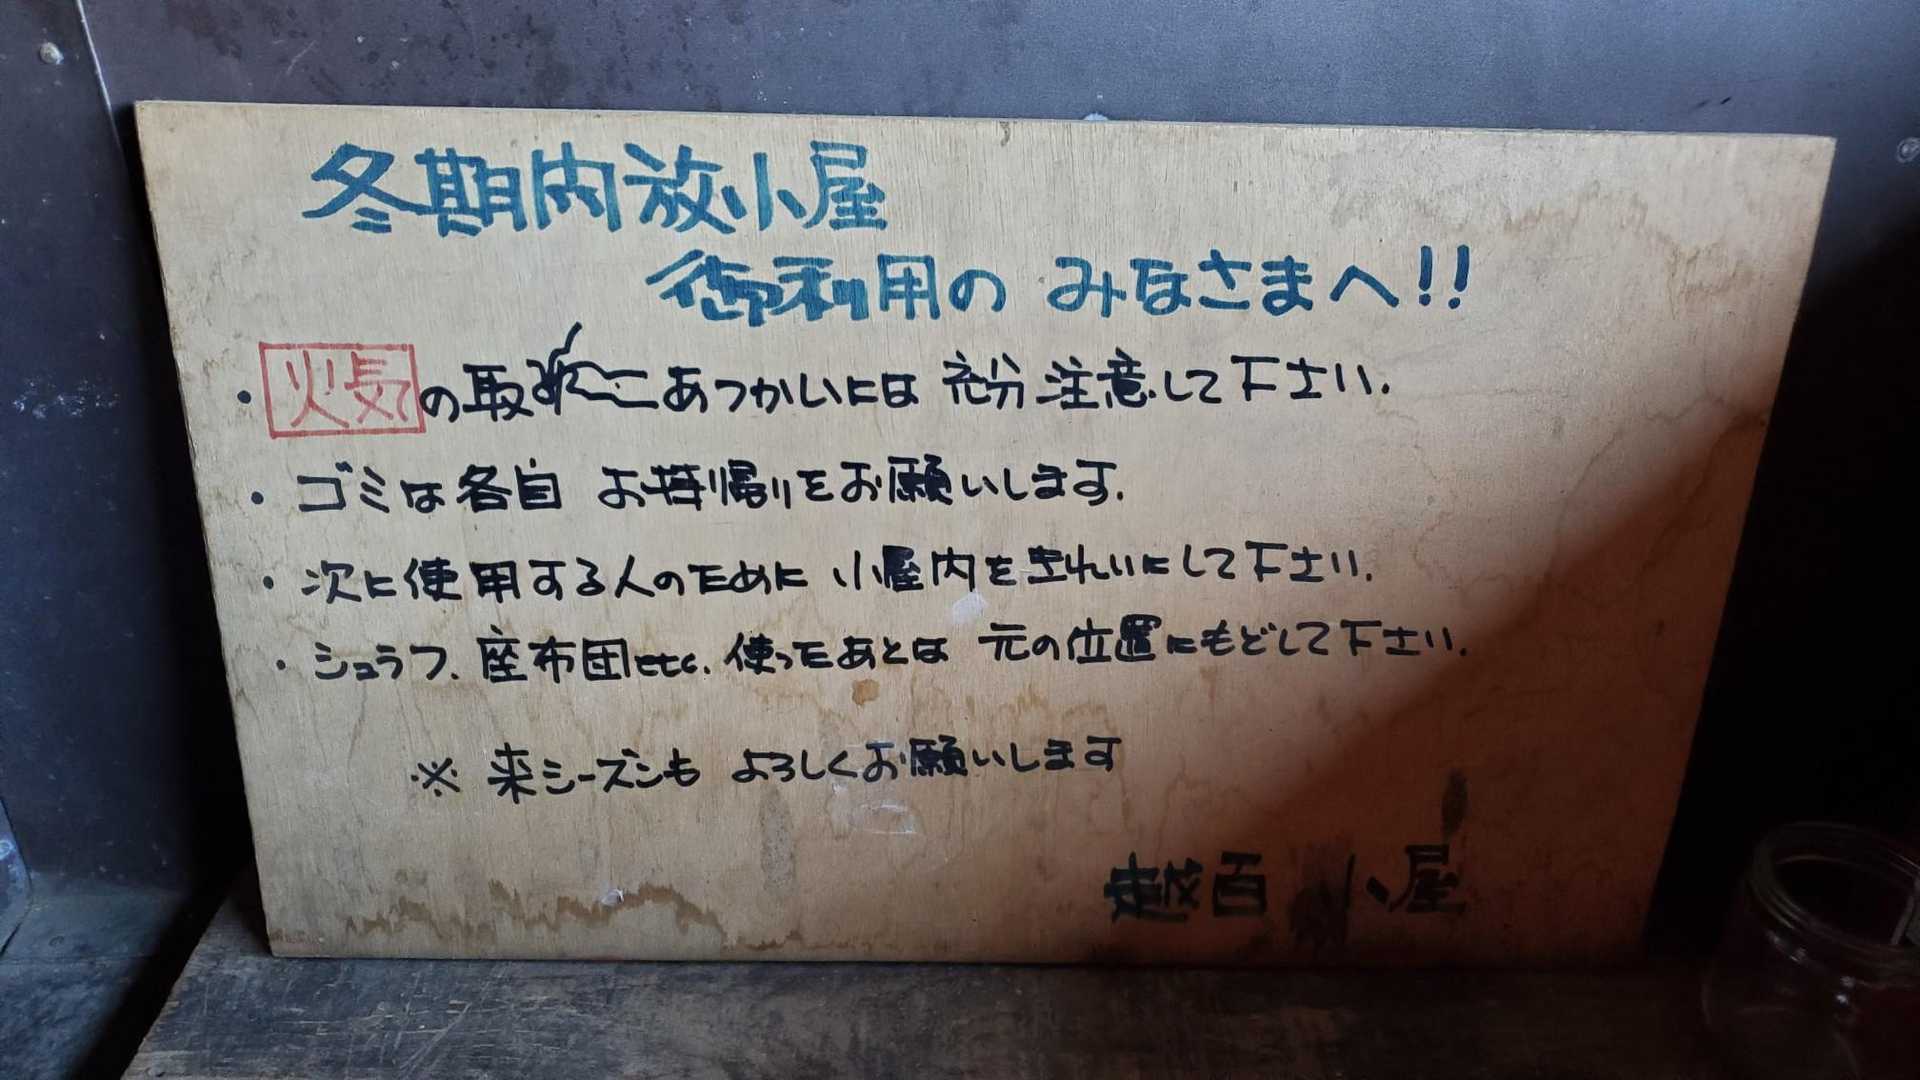 冬期開放小屋
御利用の みなさまへ!!
・火気の取あつかいには 充分注意して下さい.
・ゴミは各自 お持帰りをお願いします.
・次に使用する人のために 小屋内をきれいにして下さい.
・シュラフ. 座布団etc. 使ったあとは 元の位置にもどして下さい.
※ 来シーズンも よろしくお願いします
越百 小屋